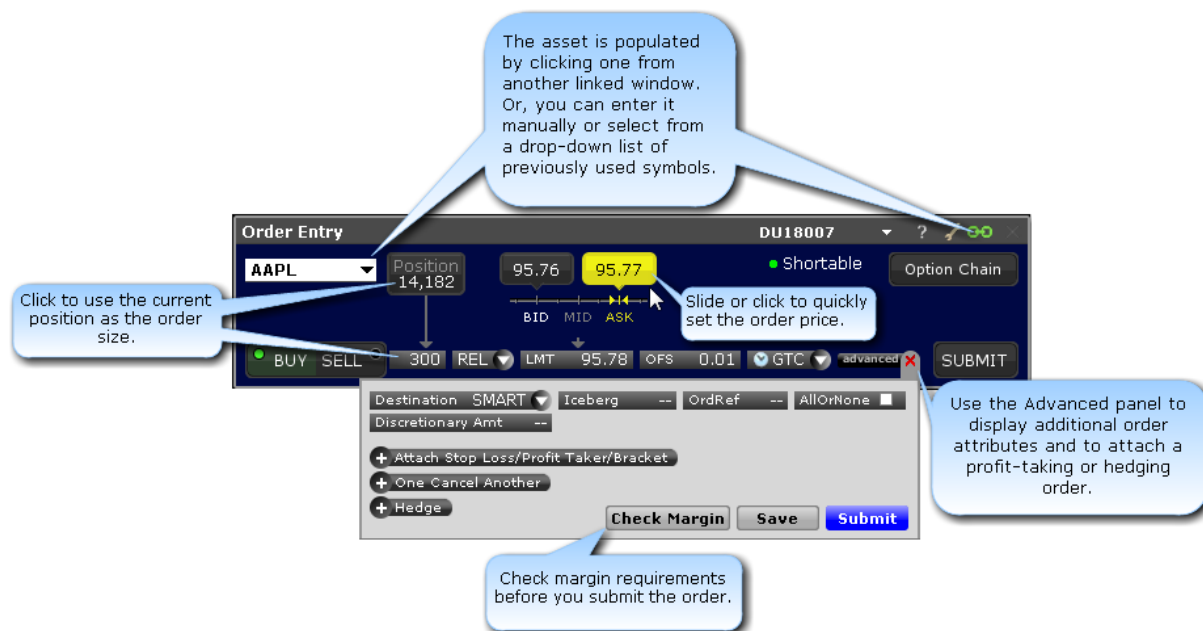 The asset is populated
by clicking one from
another linked window.
Or, you can enter it
manually or select from
a drop-down list of
previously used symbols.
Order Entry
DU18007
?
AAPL
Position
14,182
95.76
95.77
Shortable
Option Chain
BID MID ASK
Click to use the current
position as the order
size.
Slide or click to quickly
set the order price.
BUY SELL 300 REL LMT 95.78 OFS 0.01 GTC advanced SUBMIT
Destination SMART Iceberg -- OrdRef -- AllOrNone
Discretionary Amt --
+ Attach Stop Loss/Profit Taker/Bracket
+ One Cancel Another
+ Hedge
Check Margin Save Submit
Use the Advanced panel to
display additional order
attributes and to attach a
profit-taking or hedging
order.
Check margin requirements
before you submit the order.